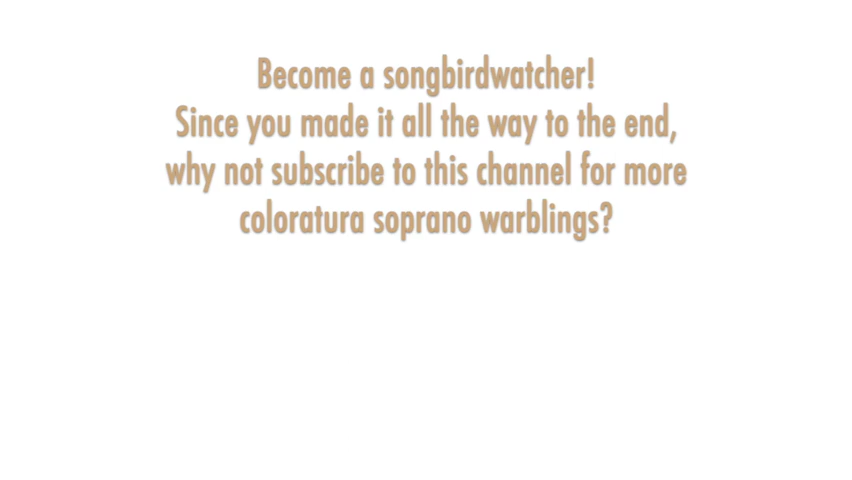 Become a songbirdwatcher!
Since you made it all the way to the end,
why not subscribe to this channel for more
coloratura soprano warblings?